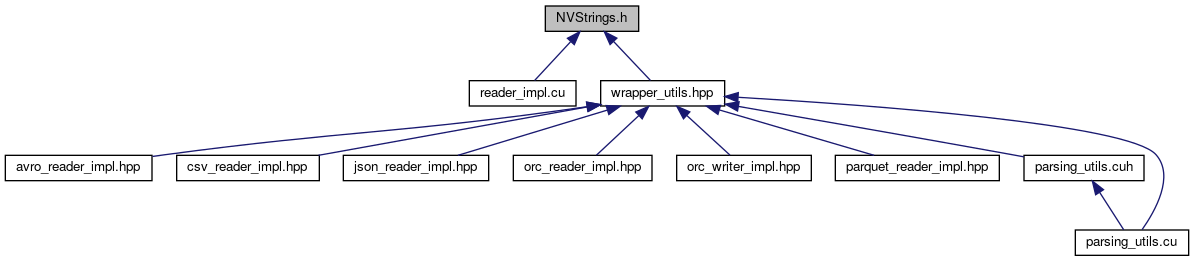 NVStrings.h
reader_impl.cu
wrapper_utils.hpp
avro_reader_impl.hpp
csv_reader_impl.hpp
json_reader_impl.hpp
orc_reader_impl.hpp
orc_writer_impl.hpp
parquet_reader_impl.hpp
parsing_utils.cuh
parsing_utils.cu